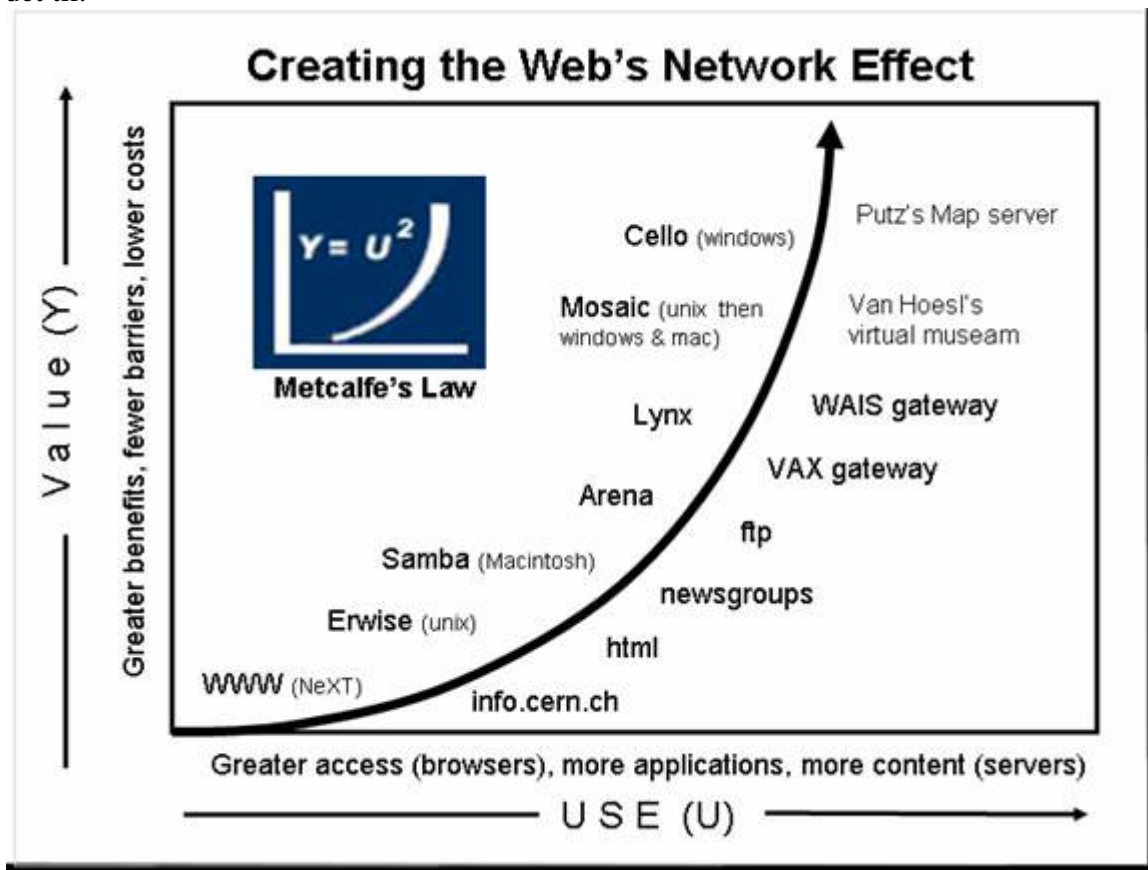 Creating the Web's Network Effect
Value (Y)
Greater benefits, fewer barriers, lower costs
Y = U²
Metcalfe's Law
Cello (windows)
Putz's Map server
Mosaic (unix then
windows & mac)
Van Hoesl's
virtual museam
Lynx
WAIS gateway
VAX gateway
Arena
ftp
Samba (Macintosh)
newsgroups
Erwise (unix)
html
WWW (NeXT)
info.cern.ch
Greater access (browsers), more applications, more content (servers)
USE (U)